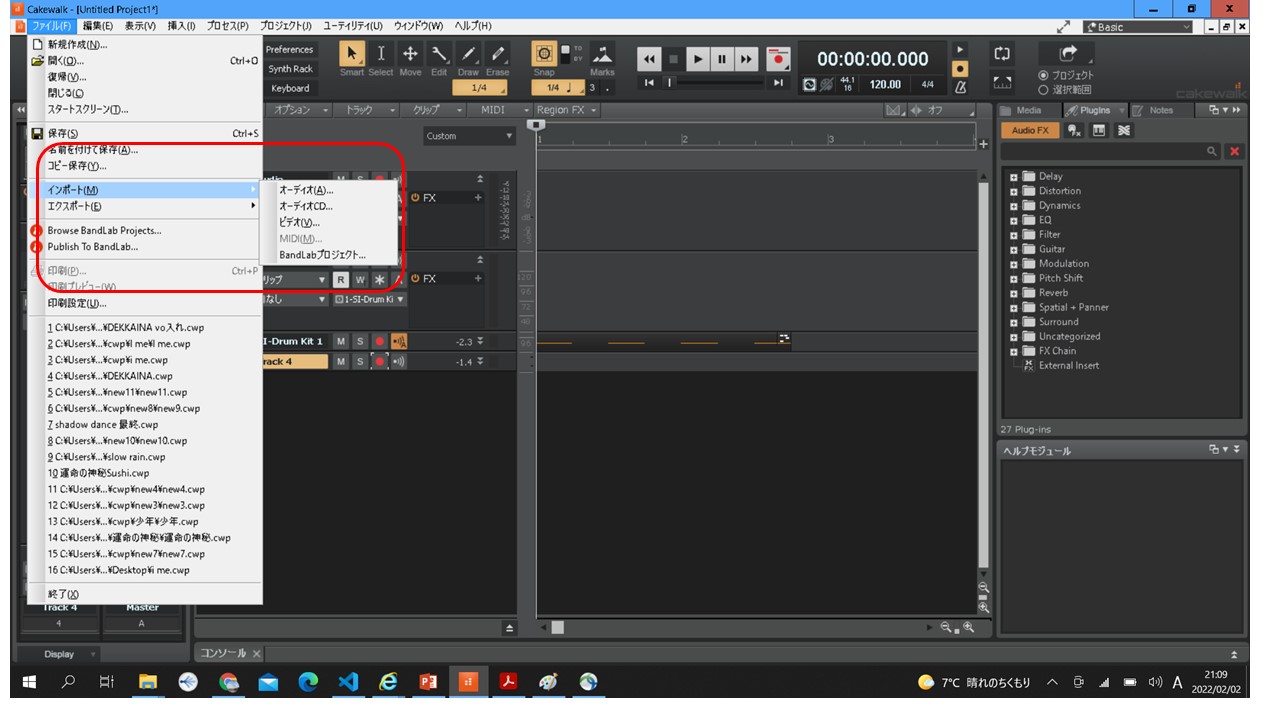 Cakewalk - [Untitled Project1*]
ファイル(F) 編集(E) 表示(V) 挿入(I) プロセス(P) プロジェクト(J) ユーティリティ(U) ウィンドウ(W) ヘルプ(H)
Basic
新規作成(N)...
開く(O)... Ctrl+O
復帰(V)...
閉じる(C)
スタートスクリーン(T)...
保存(S) Ctrl+S
名前を付けて保存(A)...
コピー保存(Y)...
インポート(M)
エクスポート(E)
Browse BandLab Projects...
Publish To BandLab...
印刷(P)... Ctrl+P
印刷プレビュー(W)
印刷設定(U)...
1 C:¥Users¥...¥DEKKAINA vo入れ.cwp
2 C:¥Users¥...¥cwp¥I me¥I me.cwp
3 C:¥Users¥...¥cwp¥i me.cwp
4 C:¥Users¥...¥DEKKAINA.cwp
5 C:¥Users¥...¥new11¥new11.cwp
6 C:¥Users¥...¥cwp¥new8¥new9.cwp
7 shadow dance 最終.cwp
8 C:¥Users¥...¥new10¥new10.cwp
9 C:¥Users¥...¥slow rain.cwp
10 運命の神秘Sushi.cwp
11 C:¥Users¥...¥cwp¥new4¥new4.cwp
12 C:¥Users¥...¥cwp¥new3¥new3.cwp
13 C:¥Users¥...¥cwp¥少年¥少年.cwp
14 C:¥Users¥...¥運命の神秘¥運命の神秘.cwp
15 C:¥Users¥...¥cwp¥new7¥new7.cwp
16 C:¥Users¥...¥Desktop¥i me.cwp
終了(X)
オーディオ(A)...
オーディオCD...
ビデオ(V)...
MIDI(M)...
BandLabプロジェクト...
Preferences
Synth Rack
Keyboard
Smart Select Move Edit Draw Erase
1/4
Snap
TO
BY
Marks
1/4 3
00:00:00.000
44.1
16
120.00 4/4
プロジェクト
選択範囲
cakewalk
オプション トラック クリップ MIDI Region FX
オフ
Custom
1 2 3
M S
FX
リップ R W A FX
なし 1-SI-Drum Ki
120
96
72
48
I-Drum Kit 1 M S A -2.3
96
rack 4 M S -1.4
Media PlugIns Notes
Audio FX
Delay
Distortion
Dynamics
EQ
Filter
Guitar
Modulation
Pitch Shift
Reverb
Spatial + Panner
Surround
Uncategorized
FX Chain
External Insert
27 Plug-ins
ヘルプモジュール
Track 4 Master
4 A
Display
コンソール
7°C 晴れのちくもり
A
21:09
2022/02/02